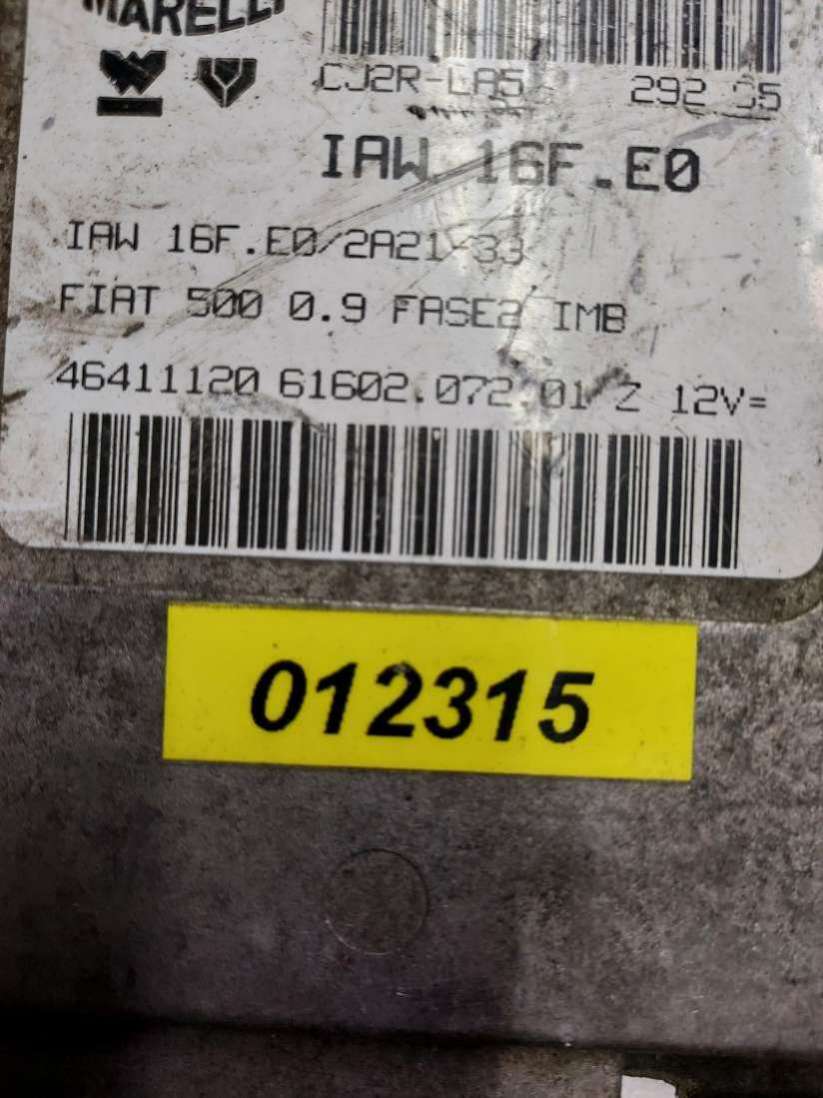 MARELLI
CJ2R-LA5 292
IAW 16F.E0
IAW 16F.E0/2A21-33
FIAT 500 0.9 FASE2 IMB
46411120 61602.072.01 Z 12V=
012315